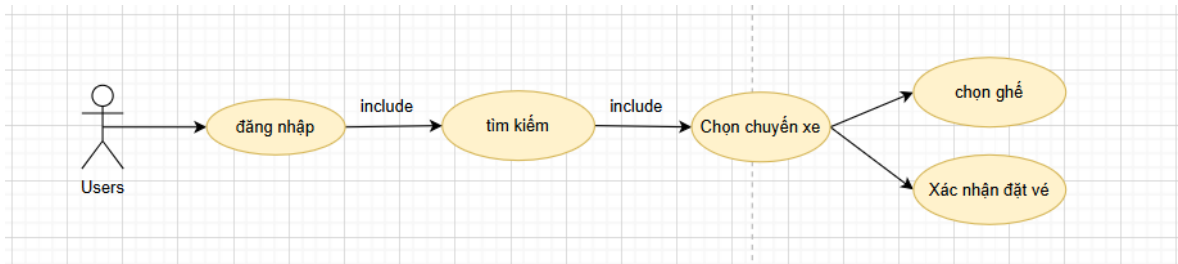 Users
đăng nhập
include
tìm kiếm
include
Chọn chuyến xe
chọn ghế
Xác nhận đặt vé